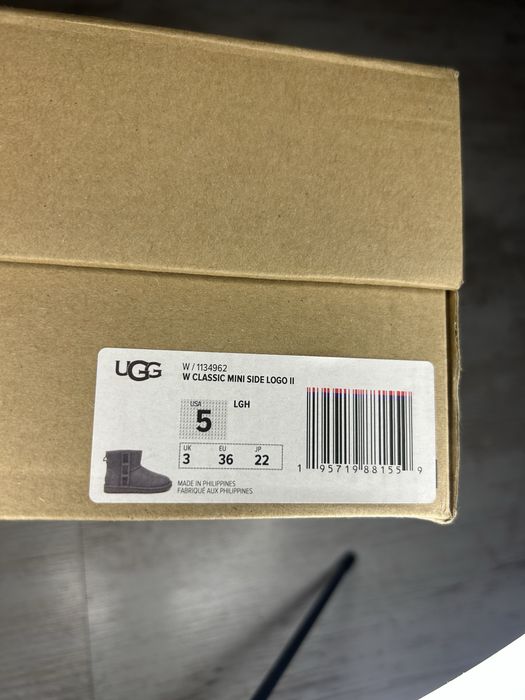 UGG
W / 1134962
W CLASSIC MINI SIDE LOGO II
USA
5
LGH
UK EU JP
3 36 22
MADE IN PHILIPPINES
FABRIQUÉ AUX PHILIPPINES
1 95719 88155 9